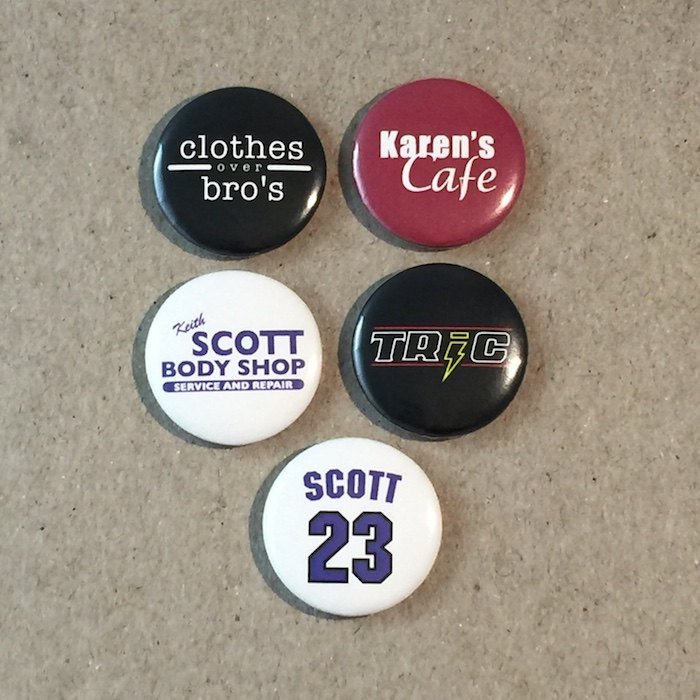 clothes
over
bro's
Karen's
Cafe
Keith
SCOTT
BODY SHOP
SERVICE AND REPAIR
TRiC
SCOTT
23